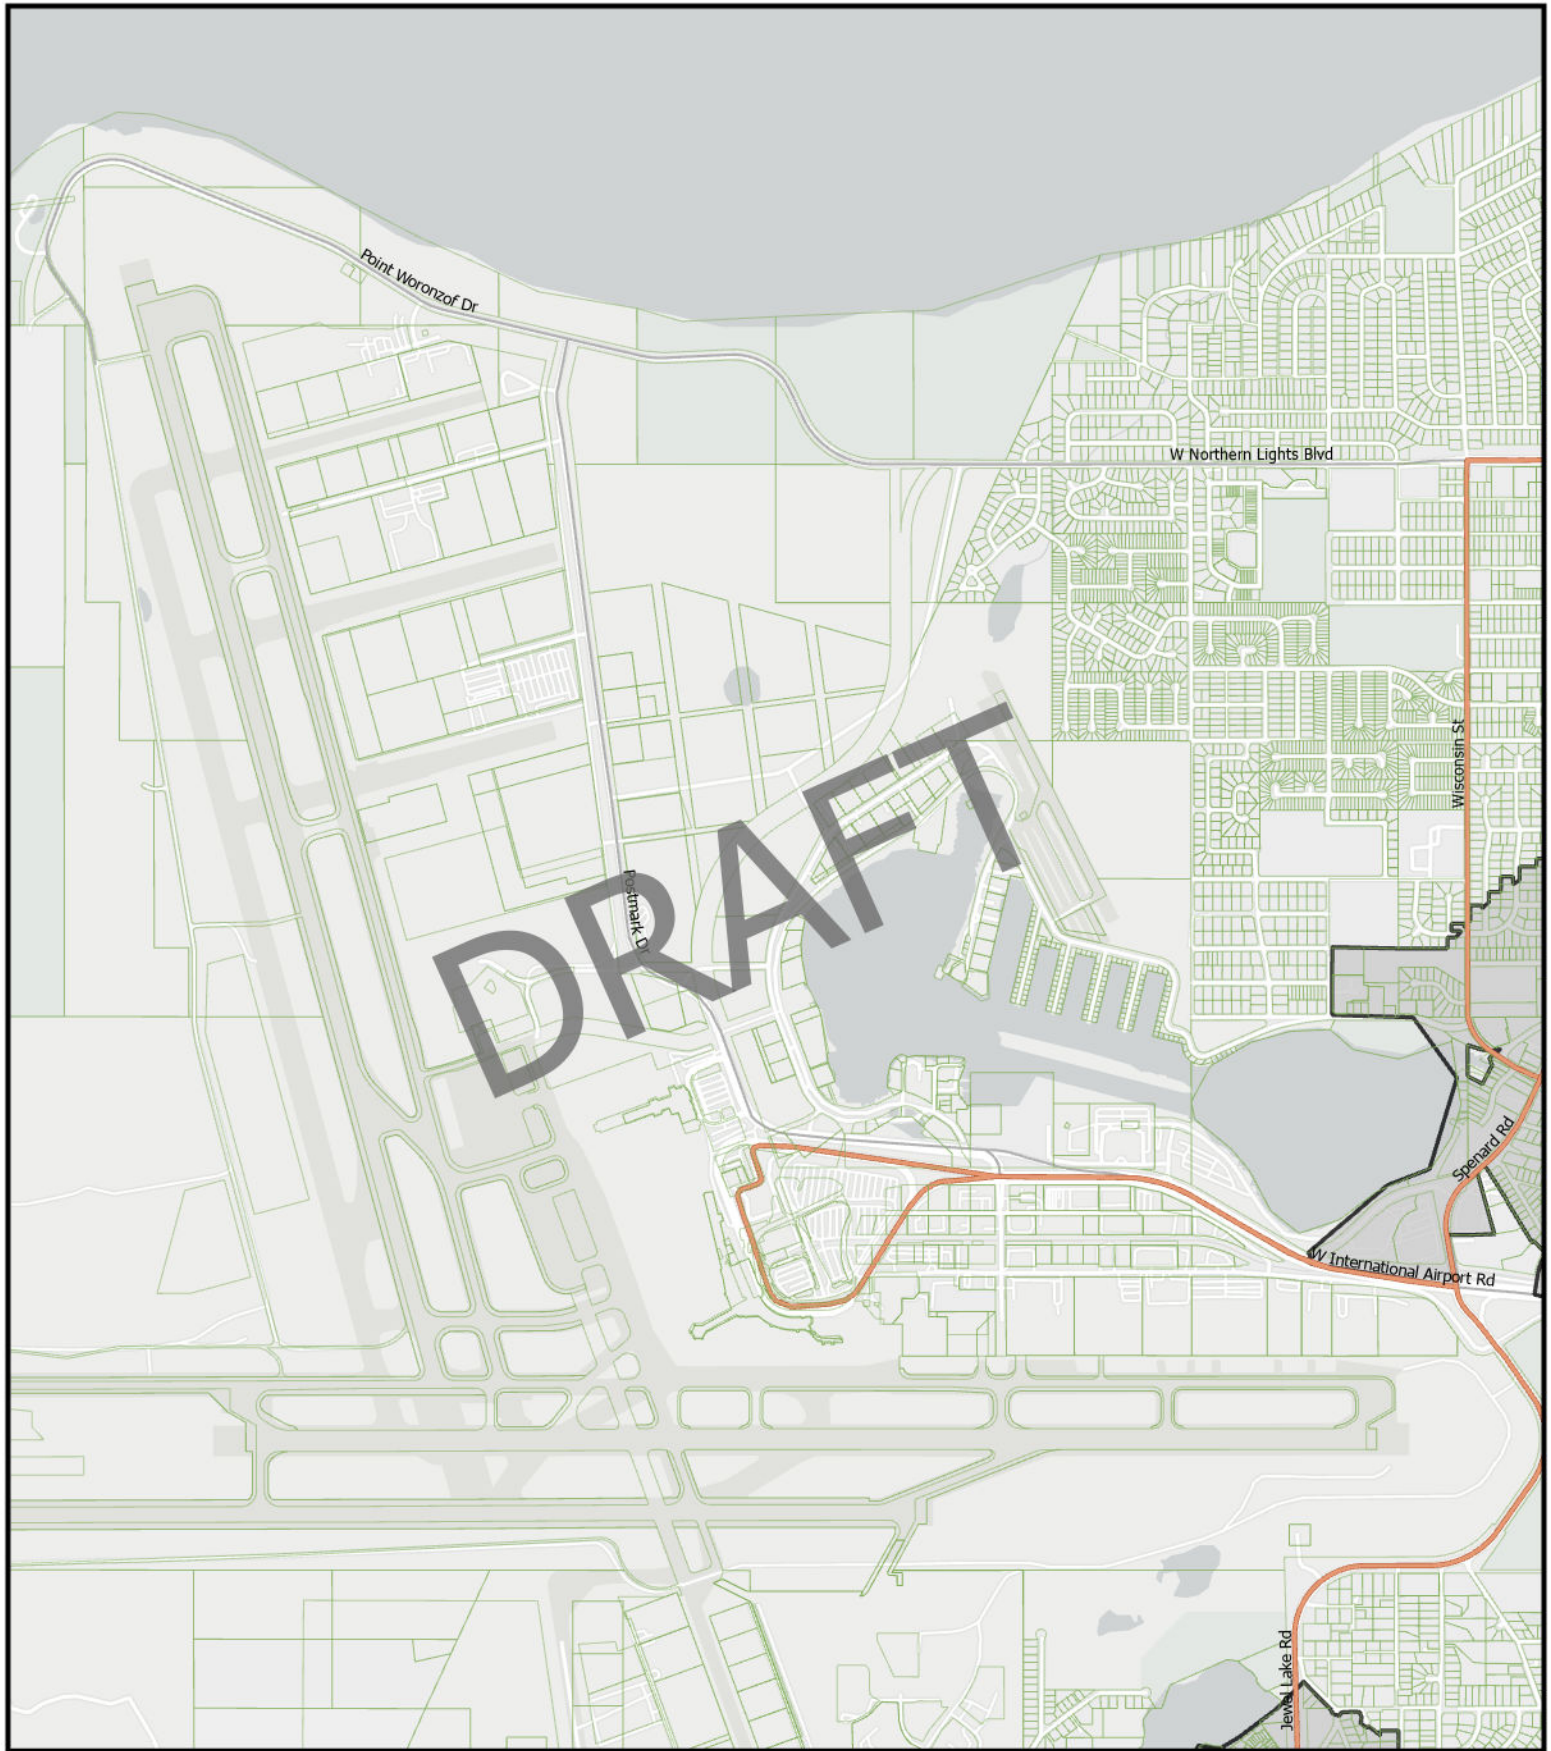 Point Woronzof Dr
W Northern Lights Blvd
Wisconsin St
DRAFT
Postmark Dr
Spenard Rd
W International Airport Rd
Jewel Lake Rd